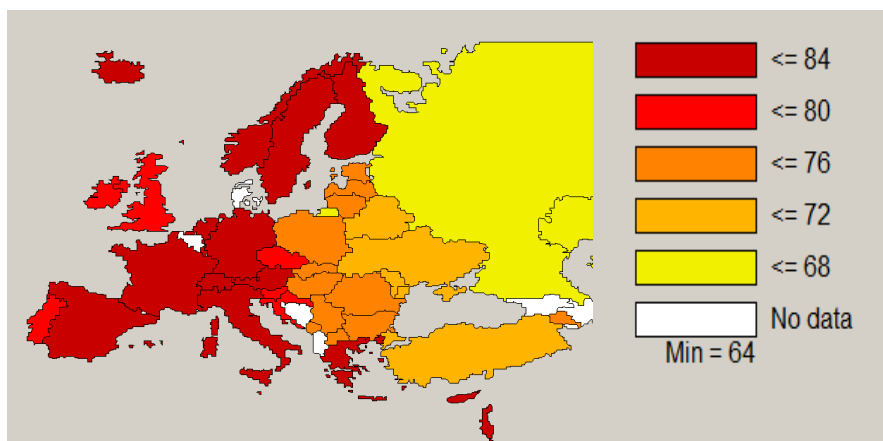 <= 84
<= 80
<= 76
<= 72
<= 68
No data
Min = 64